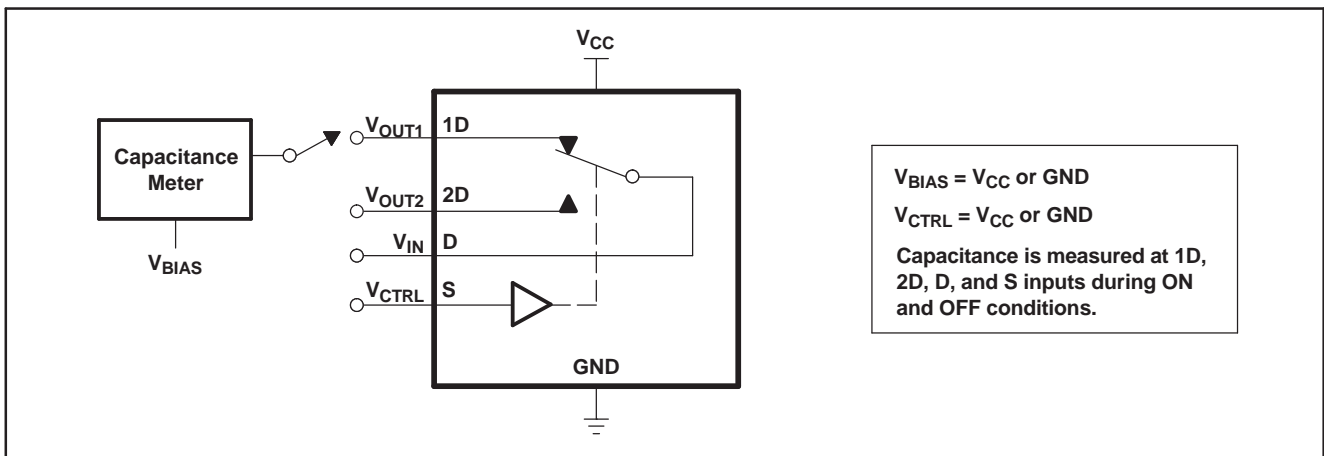 VCC
Capacitance
Meter
VBIAS
VOUT1 1D
VOUT2 2D
VIN D
VCTRL S
GND
VBIAS = VCC or GND
VCTRL = VCC or GND
Capacitance is measured at 1D,
2D, D, and S inputs during ON
and OFF conditions.